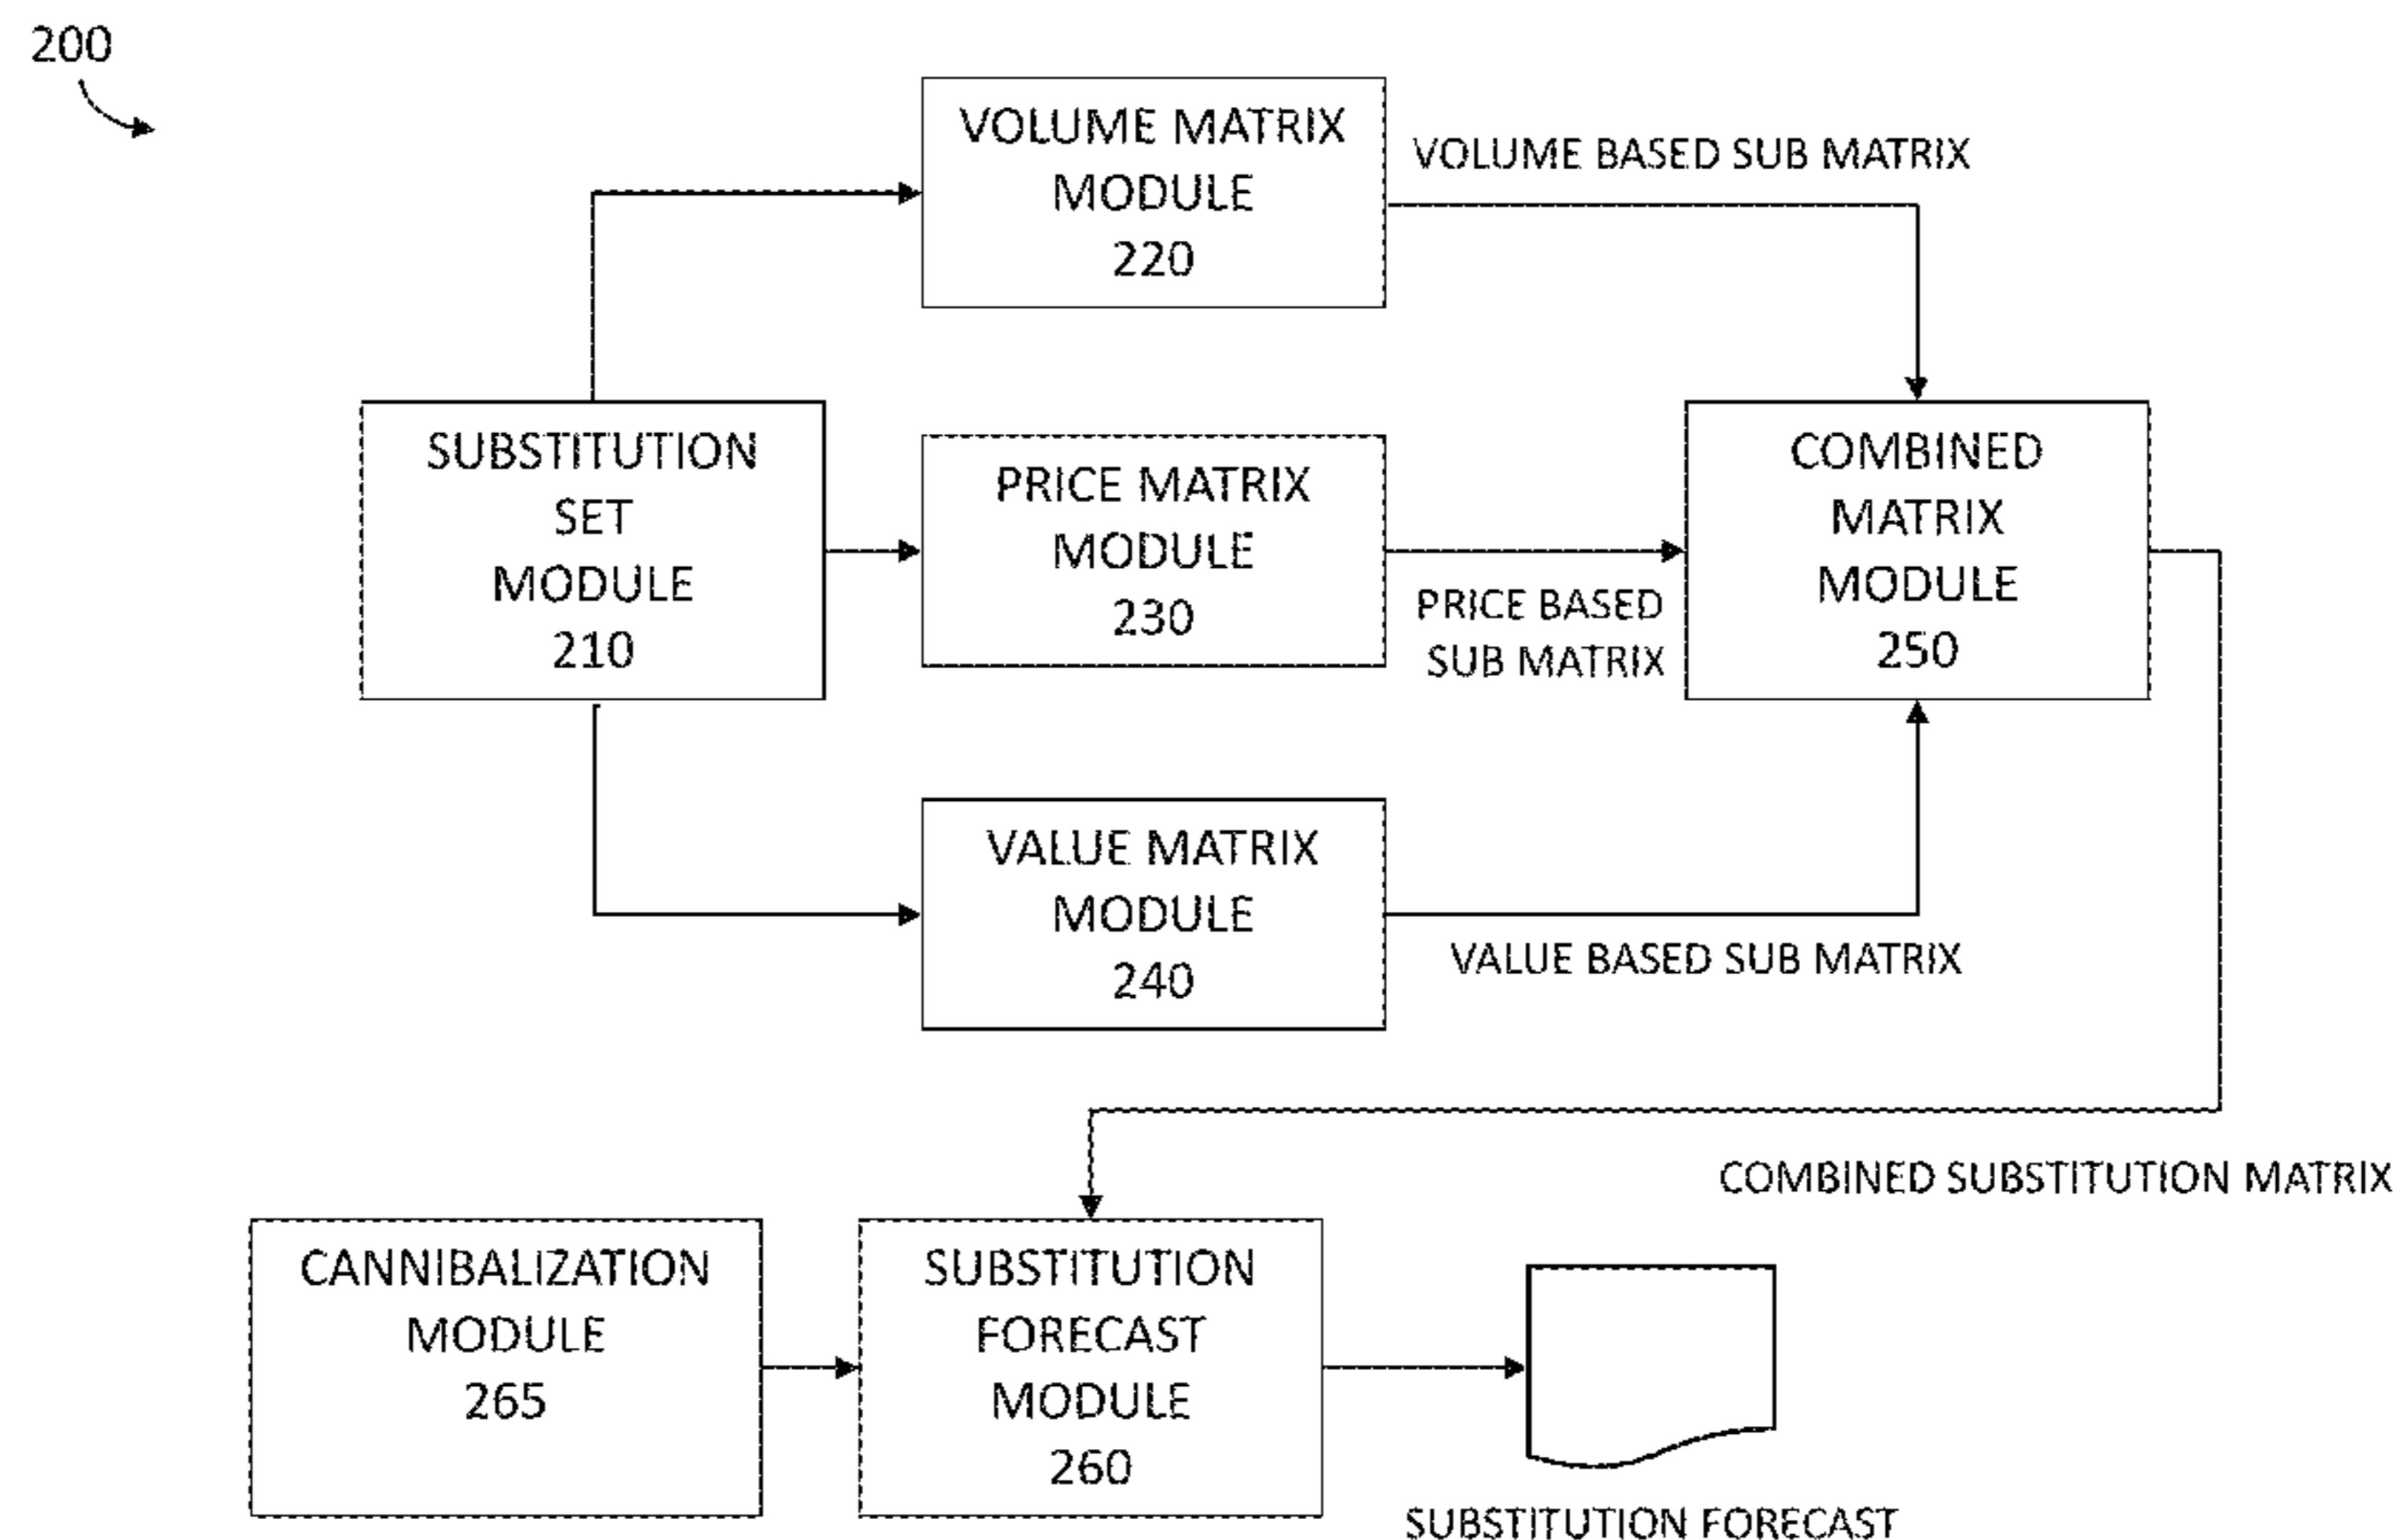 200
VOLUME MATRIX
MODULE
220
VOLUME BASED SUB MATRIX
SUBSTITUTION
SET
MODULE
210
PRICE MATRIX
MODULE
230
PRICE BASED
SUB MATRIX
COMBINED
MATRIX
MODULE
250
VALUE MATRIX
MODULE
240
VALUE BASED SUB MATRIX
COMBINED SUBSTITUTION MATRIX
CANNIBALIZATION
MODULE
265
SUBSTITUTION
FORECAST
MODULE
260
SUBSTITUTION FORECAST